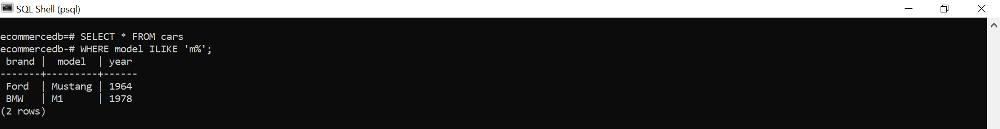 SQL Shell (psql)
ecommercedb=# SELECT * FROM cars
ecommercedb-# WHERE model ILIKE 'm%';
 brand |  model  | year
-------+---------+------
 Ford  | Mustang | 1964
 BMW   | M1      | 1978
(2 rows)